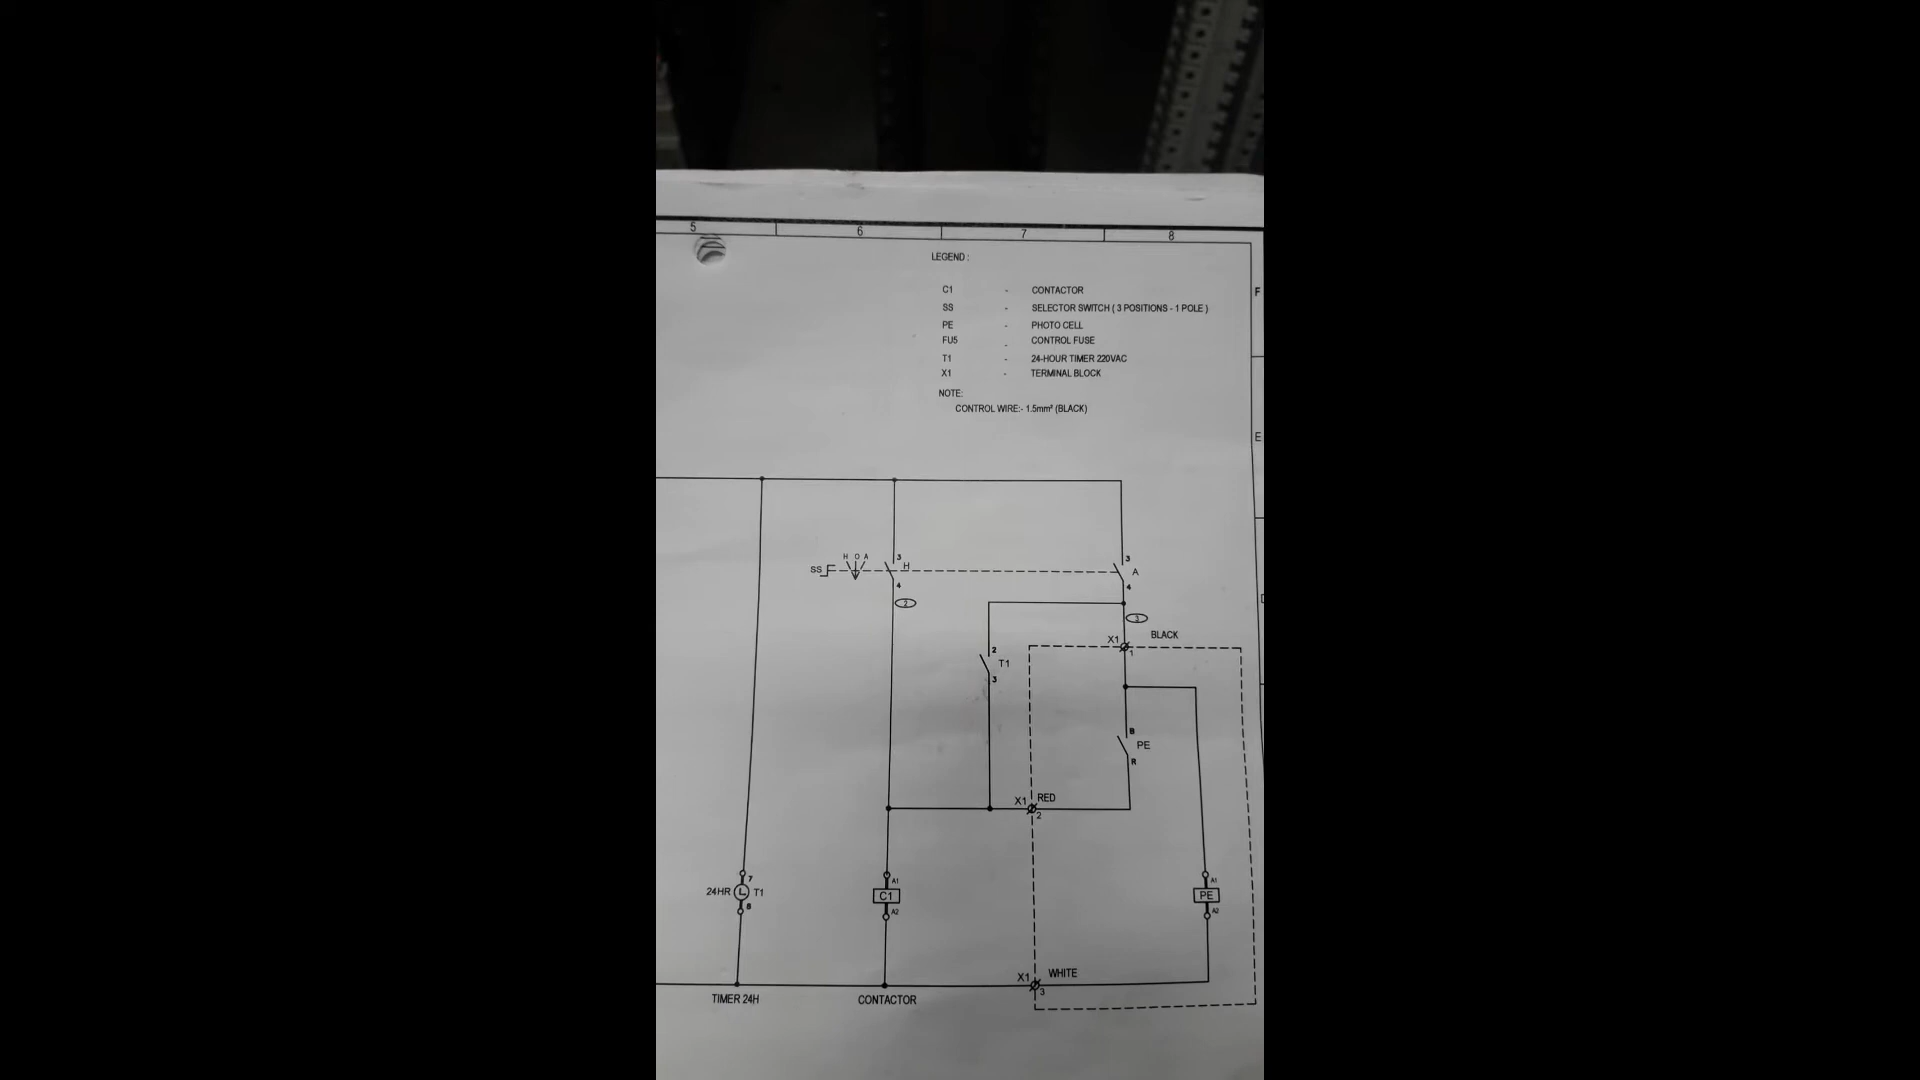 5 6 7 8
LEGEND :
C1 - CONTACTOR
SS - SELECTOR SWITCH ( 3 POSITIONS - 1 POLE )
PE - PHOTO CELL
FU5 - CONTROL FUSE
T1 - 24-HOUR TIMER 220VAC
X1 - TERMINAL BLOCK
NOTE:
CONTROL WIRE:- 1.5mm² (BLACK)
F
E
H O A
SS
3
H
4
2
3
A
4
3
X1
BLACK
1
2
T1
3
B
PE
R
X1
RED
2
7
24HR
T1
8
A1
C1
A2
A1
PE
A2
X1
WHITE
3
TIMER 24H
CONTACTOR